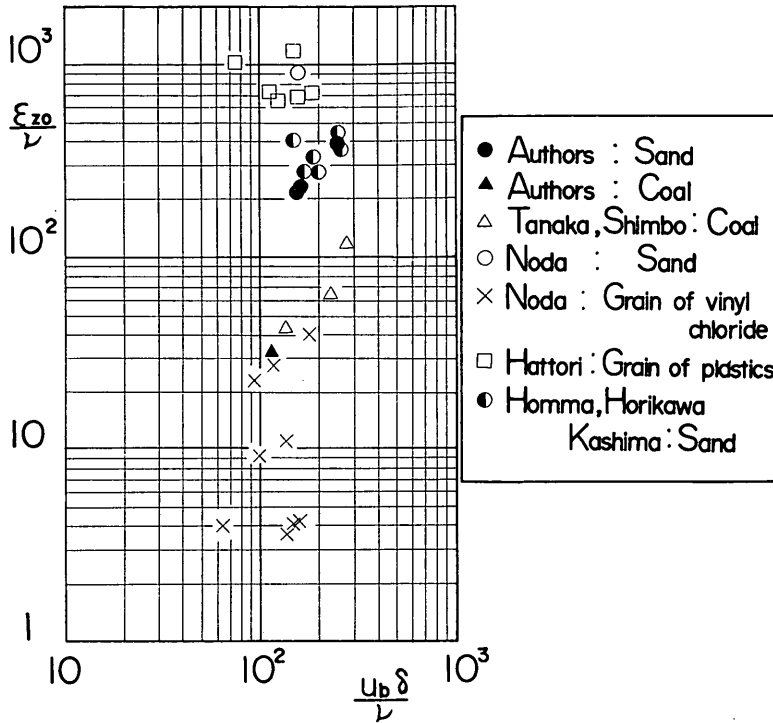 10³
ε_zo/ν
10²
10
1
10 10² 10³
u_b δ/ν
● Authors : Sand
▲ Authors : Coal
△ Tanaka, Shimbo : Coal
○ Noda : Sand
× Noda : Grain of vinyl
chloride
□ Hattori : Grain of plastics
◐ Homma, Horikawa
Kashima : Sand